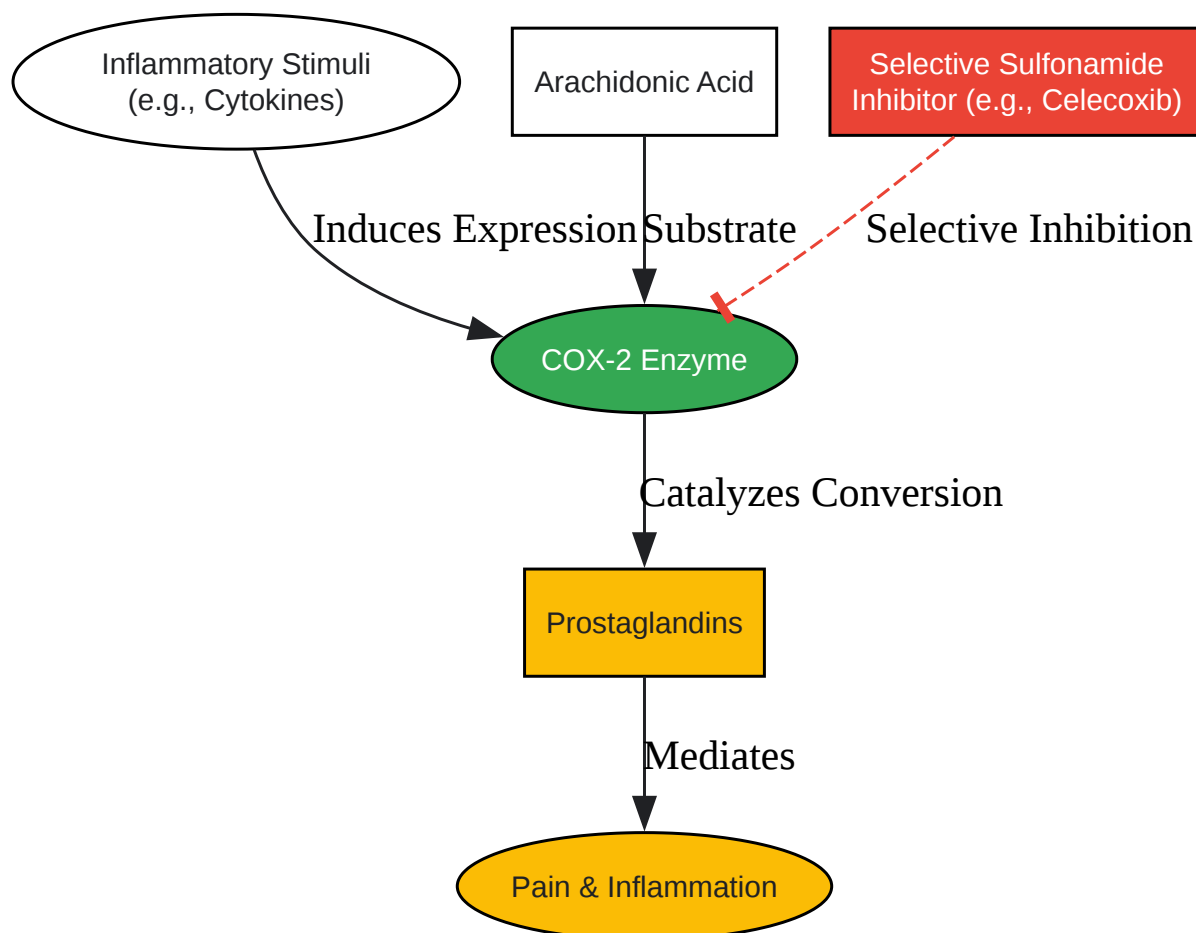 Inflammatory Stimuli
(e.g., Cytokines)
Arachidonic Acid
Selective Sulfonamide
Inhibitor (e.g., Celecoxib)
Induces Expression
Substrate
Selective Inhibition
COX-2 Enzyme
Catalyzes Conversion
Prostaglandins
Mediates
Pain & Inflammation